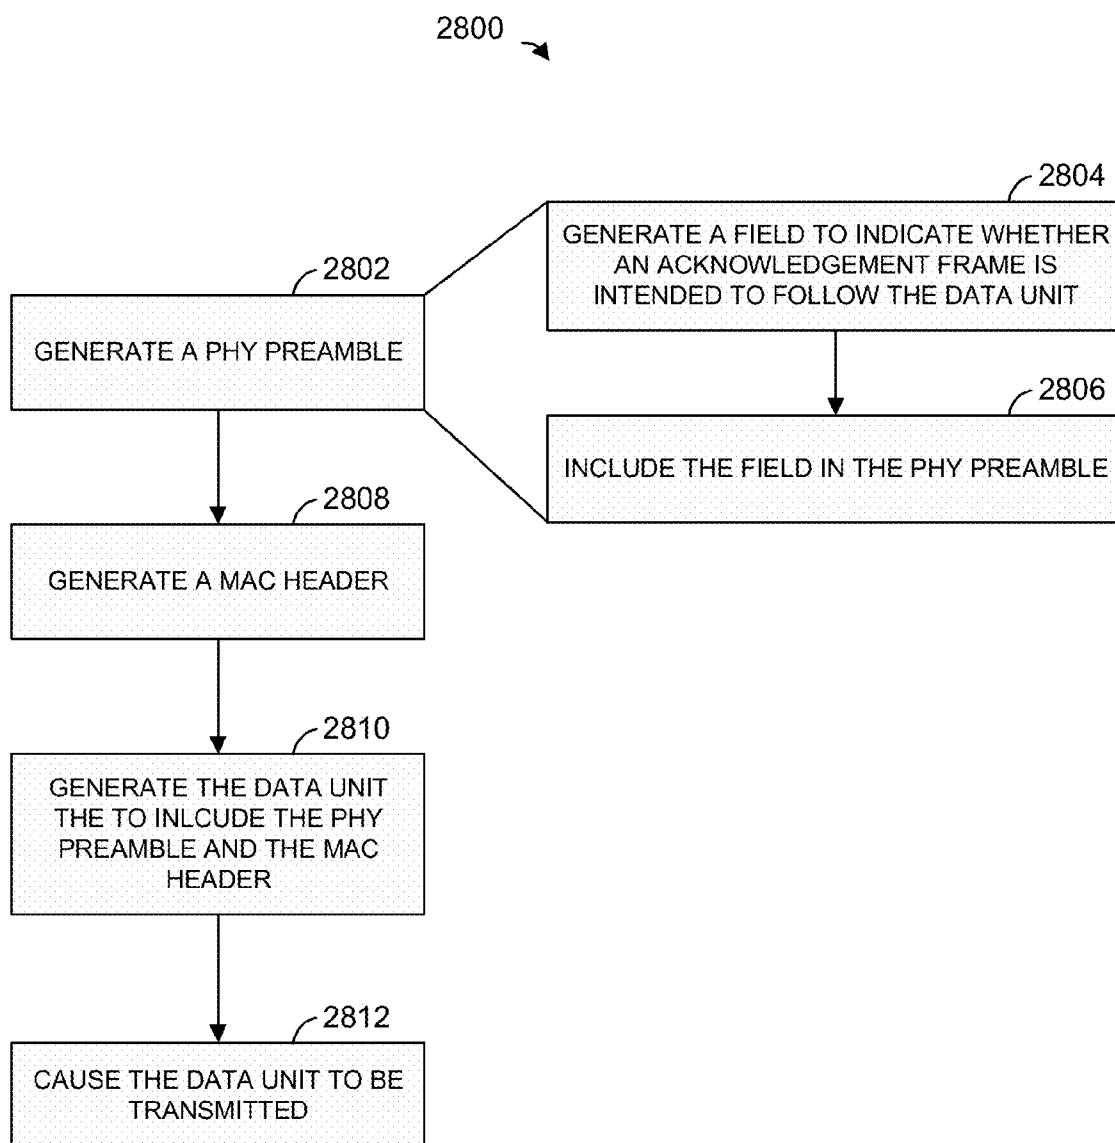 2800
2804
GENERATE A FIELD TO INDICATE WHETHER
AN ACKNOWLEDGEMENT FRAME IS
INTENDED TO FOLLOW THE DATA UNIT
2802
GENERATE A PHY PREAMBLE
2806
INCLUDE THE FIELD IN THE PHY PREAMBLE
2808
GENERATE A MAC HEADER
2810
GENERATE THE DATA UNIT
THE TO INLCUDE THE PHY
PREAMBLE AND THE MAC
HEADER
2812
CAUSE THE DATA UNIT TO BE
TRANSMITTED